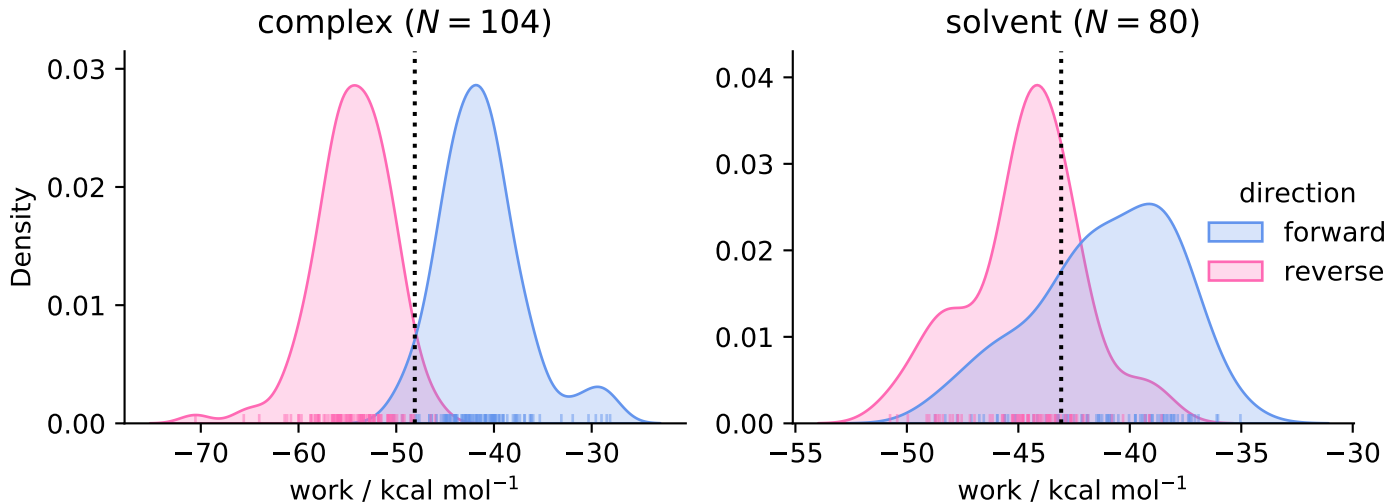 complex (N = 104)
Density
0.03
0.02
0.01
0.00
−70
−60
−50
−40
−30
work / kcal mol⁻¹
solvent (N = 80)
0.04
0.03
0.02
0.01
0.00
−55
−50
−45
−40
−35
−30
work / kcal mol⁻¹
direction
forward
reverse